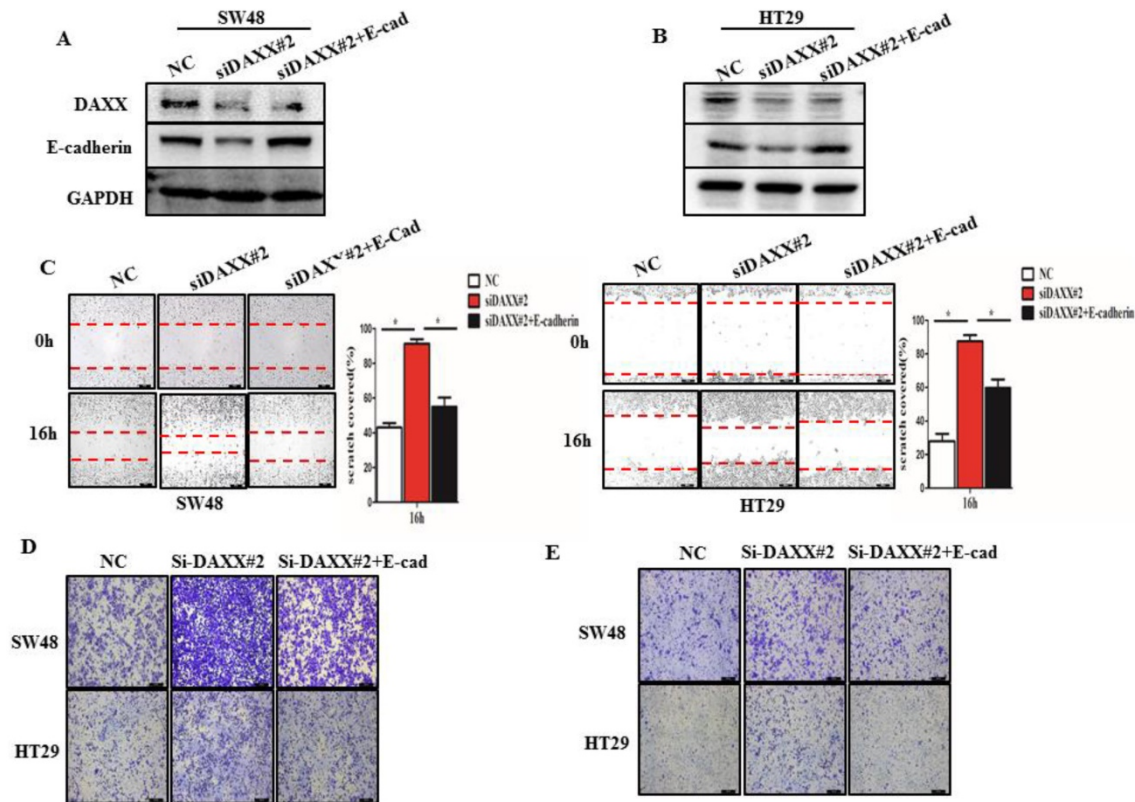 SW48
A
NC
siDAXX#2
siDAXX#2+E-cad
DAXX
E-cadherin
GAPDH
HT29
B
NC
siDAXX#2
siDAXX#2+E-cad
C
NC
siDAXX#2
siDAXX#2+E-Cad
0h
16h
SW48
NC
siDAXX#2
siDAXX#2+E-cadherin
scratch covered(%)
100
80
60
40
20
0
* *
16h
NC
siDAXX#2
siDAXX#2+E-cad
0h
16h
HT29
NC
siDAXX#2
siDAXX#2+E-cadherin
scratch covered(%)
100
80
60
40
20
0
* *
16h
D
NC Si-DAXX#2 Si-DAXX#2+E-cad
SW48
HT29
E
NC Si-DAXX#2 Si-DAXX#2+E-cad
SW48
HT29